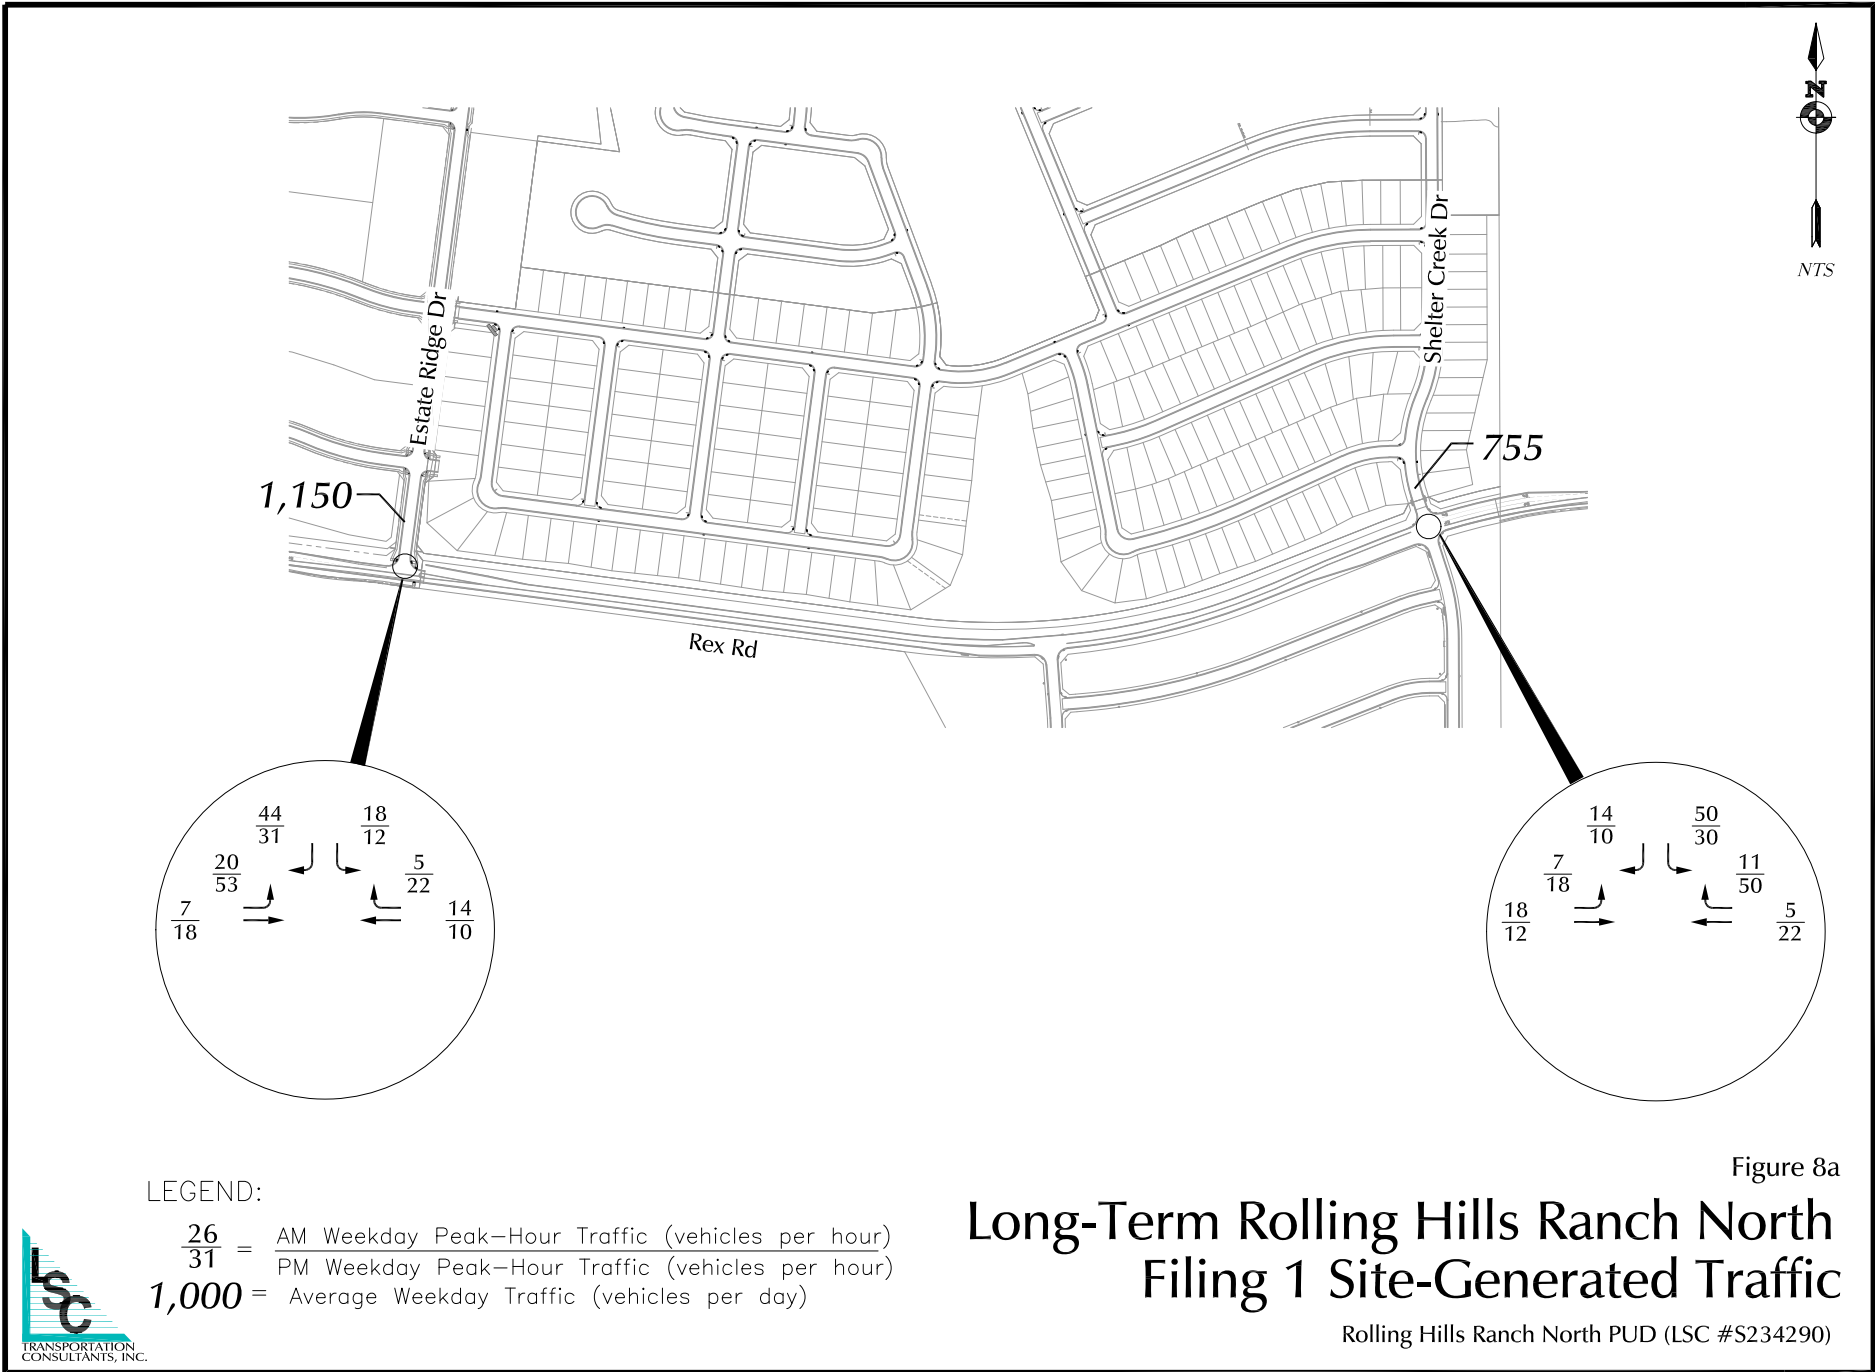 N
NTS
Shelter Creek Dr
Estate Ridge Dr
755
1,150
Rex Rd
44
31
18
12
20
53
5
22
7
18
14
10
14
10
50
30
7
18
11
50
18
12
5
22
Figure 8a
LEGEND:
26
31
= AM Weekday Peak-Hour Traffic (vehicles per hour)
PM Weekday Peak-Hour Traffic (vehicles per hour)
1,000 = Average Weekday Traffic (vehicles per day)
Long-Term Rolling Hills Ranch North
Filing 1 Site-Generated Traffic
Rolling Hills Ranch North PUD (LSC #S234290)
LSC
TRANSPORTATION
CONSULTANTS, INC.